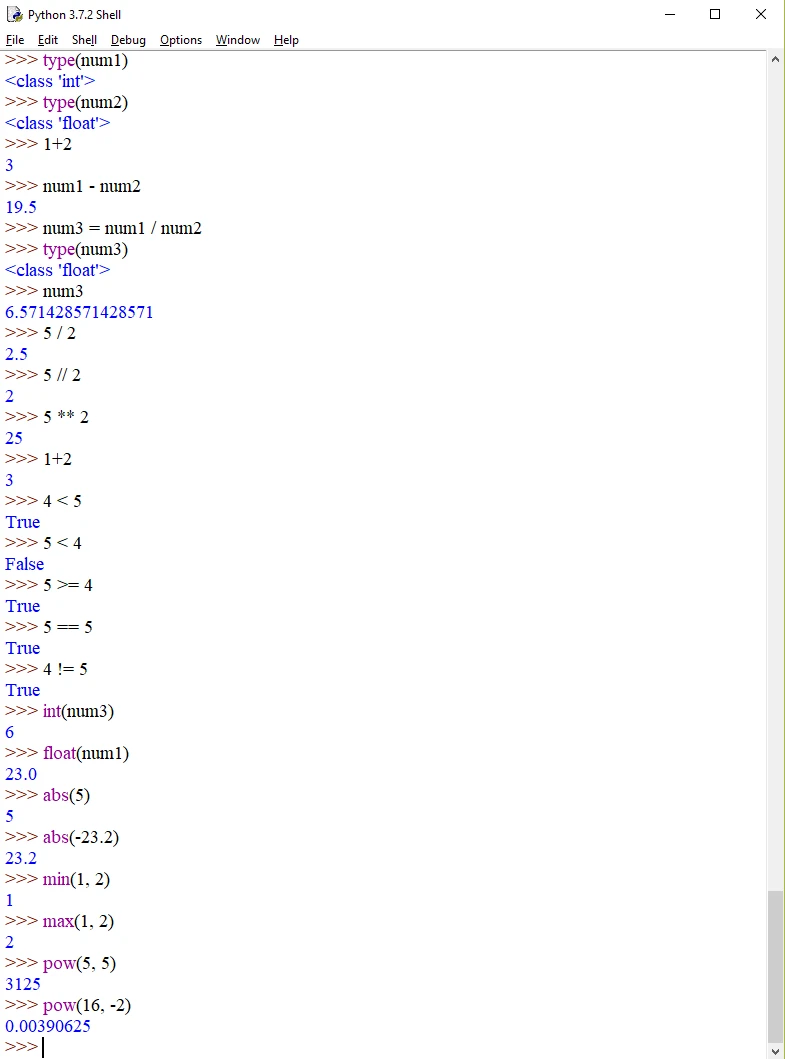 Python 3.7.2 Shell
File Edit Shell Debug Options Window Help
>>> type(num1)
<class 'int'>
>>> type(num2)
<class 'float'>
>>> 1+2
3
>>> num1 - num2
19.5
>>> num3 = num1 / num2
>>> type(num3)
<class 'float'>
>>> num3
6.571428571428571
>>> 5 / 2
2.5
>>> 5 // 2
2
>>> 5 ** 2
25
>>> 1+2
3
>>> 4 < 5
True
>>> 5 < 4
False
>>> 5 >= 4
True
>>> 5 == 5
True
>>> 4 != 5
True
>>> int(num3)
6
>>> float(num1)
23.0
>>> abs(5)
5
>>> abs(-23.2)
23.2
>>> min(1, 2)
1
>>> max(1, 2)
2
>>> pow(5, 5)
3125
>>> pow(16, -2)
0.00390625
>>>